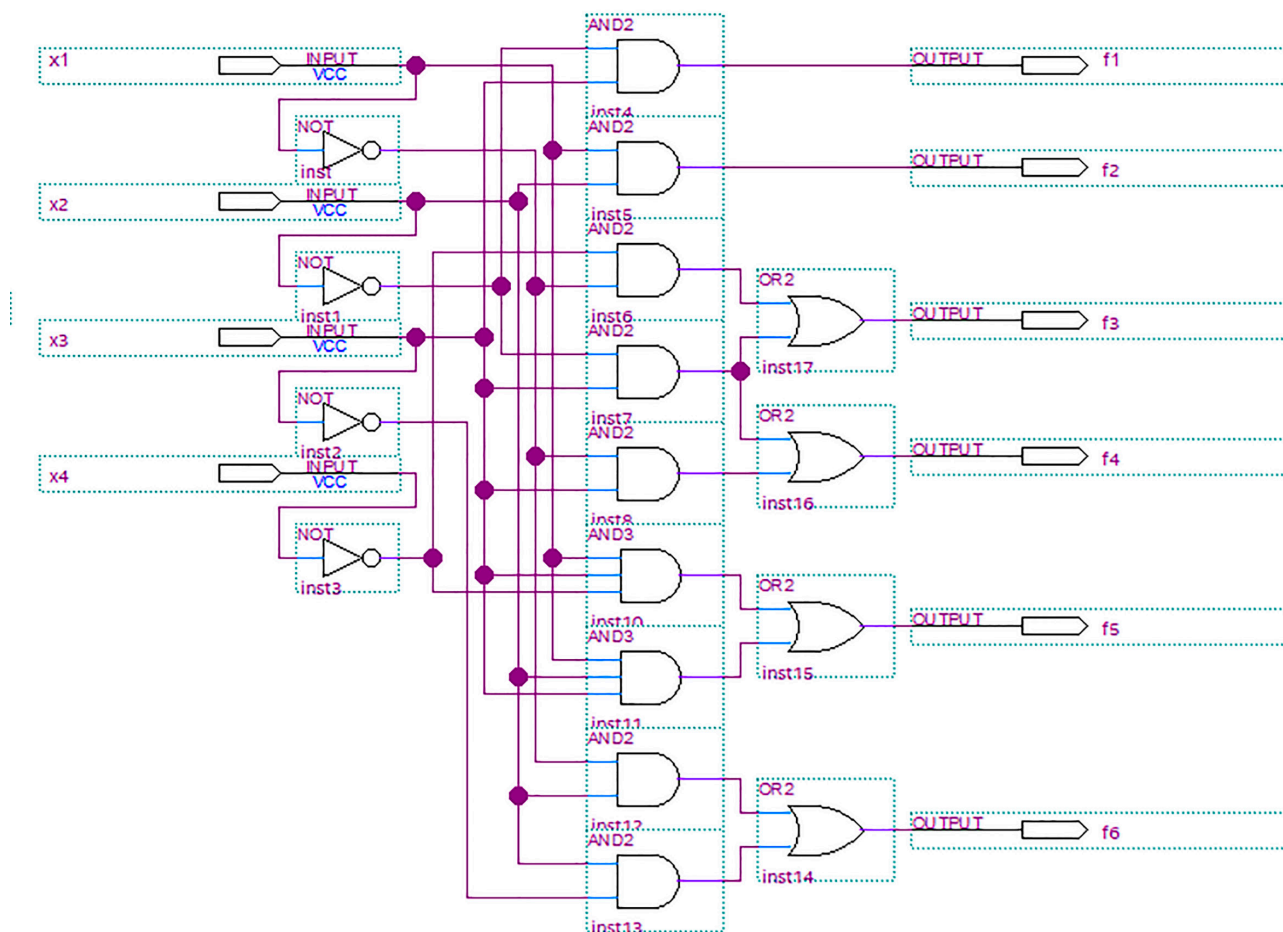 AND2
x1
INPUT
VCC
OUTPUT
f1
inst4
NOT
AND2
inst
OUTPUT
f2
x2
INPUT
VCC
inst5
AND2
NOT
OR2
inst1
inst6
OUTPUT
f3
x3
INPUT
VCC
AND2
inst17
NOT
inst7
OR2
inst2
AND2
OUTPUT
f4
x4
INPUT
VCC
inst16
inst8
NOT
AND3
inst3
OR2
inst10
OUTPUT
f5
AND3
inst15
inst11
AND2
OR2
inst12
OUTPUT
f6
AND2
inst14
inst13